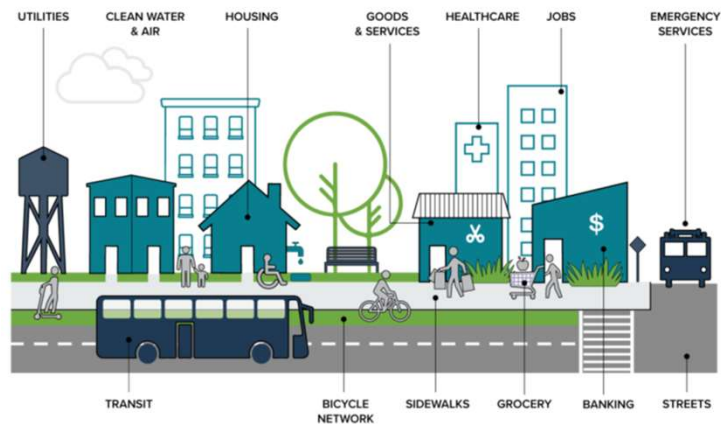 UTILITIES
CLEAN WATER
& AIR
HOUSING
GOODS
& SERVICES
HEALTHCARE
JOBS
EMERGENCY
SERVICES
$
TRANSIT
BICYCLE
NETWORK
SIDEWALKS
GROCERY
BANKING
STREETS